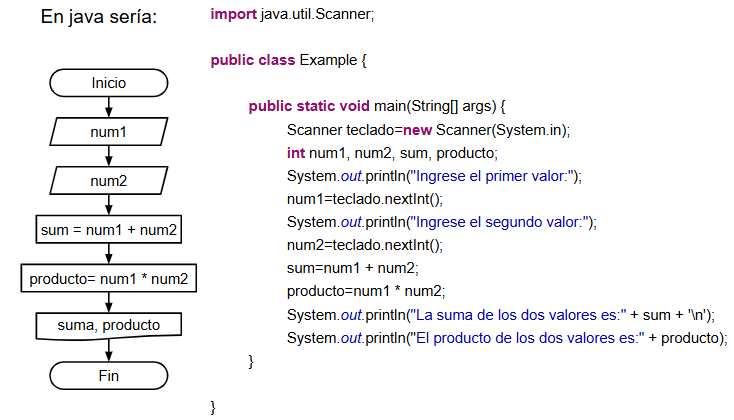 En java sería:
Inicio
num1
num2
sum = num1 + num2
producto= num1 * num2
suma, producto
Fin
import java.util.Scanner;
public class Example {
public static void main(String[] args) {
Scanner teclado=new Scanner(System.in);
int num1, num2, sum, producto;
System.out.println("Ingrese el primer valor:");
num1=teclado.nextInt();
System.out.println("Ingrese el segundo valor:");
num2=teclado.nextInt();
sum=num1 + num2;
producto=num1 * num2;
System.out.println("La suma de los dos valores es:" + sum + '\n');
System.out.println("El producto de los dos valores es:" + producto);
}
}